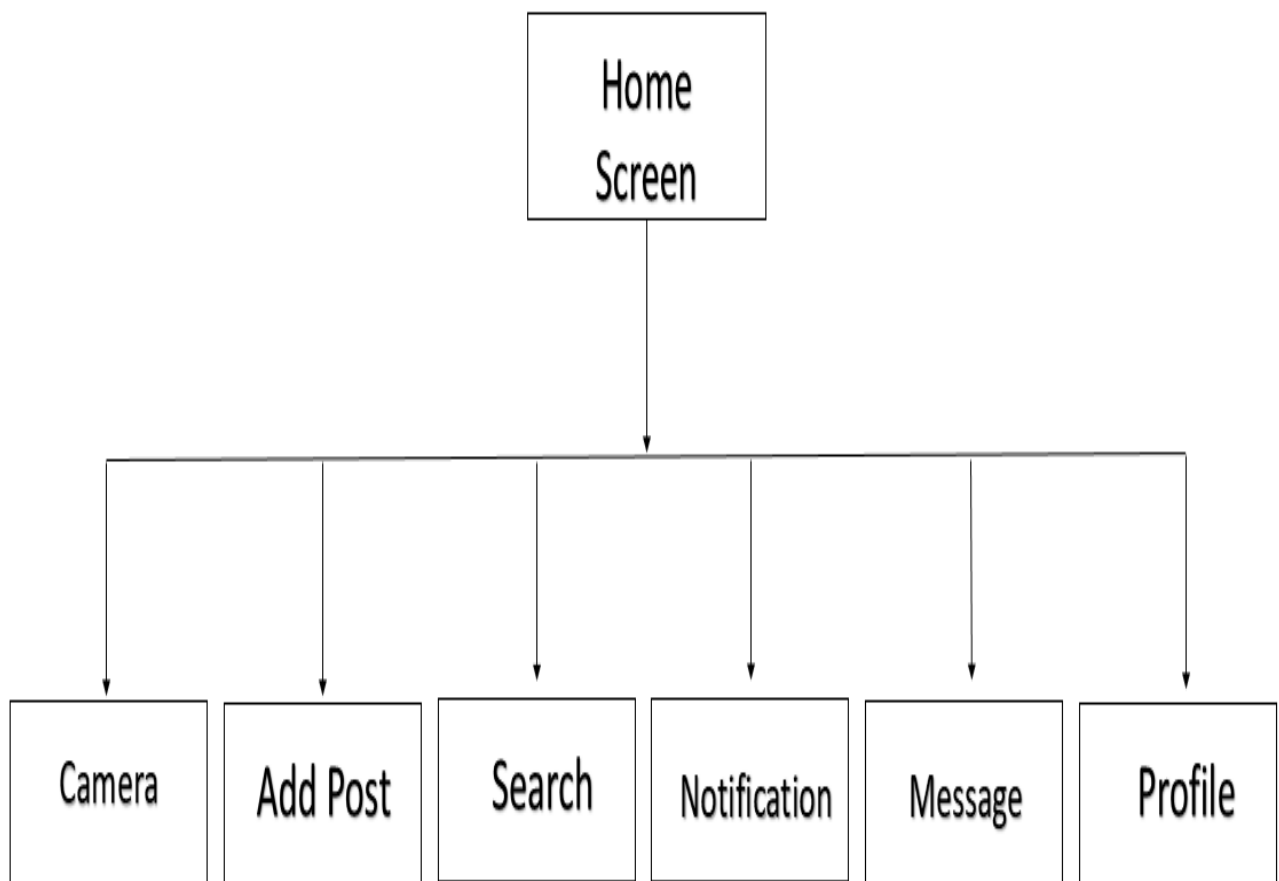 Home
Screen
Camera
Add Post
Search
Notification
Message
Profile